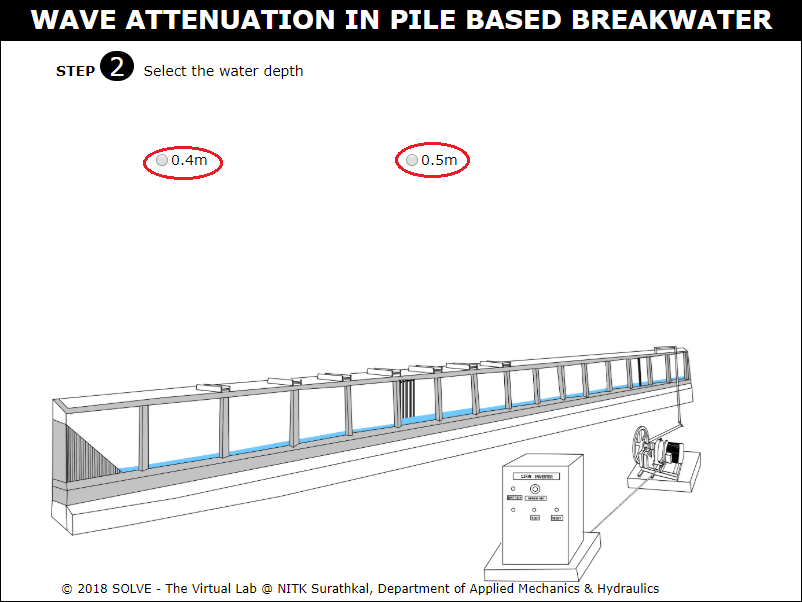 WAVE ATTENUATION IN PILE BASED BREAKWATER
STEP 2 Select the water depth
0.4m 0.5m
© 2018 SOLVE - The Virtual Lab @ NITK Surathkal, Department of Applied Mechanics & Hydraulics